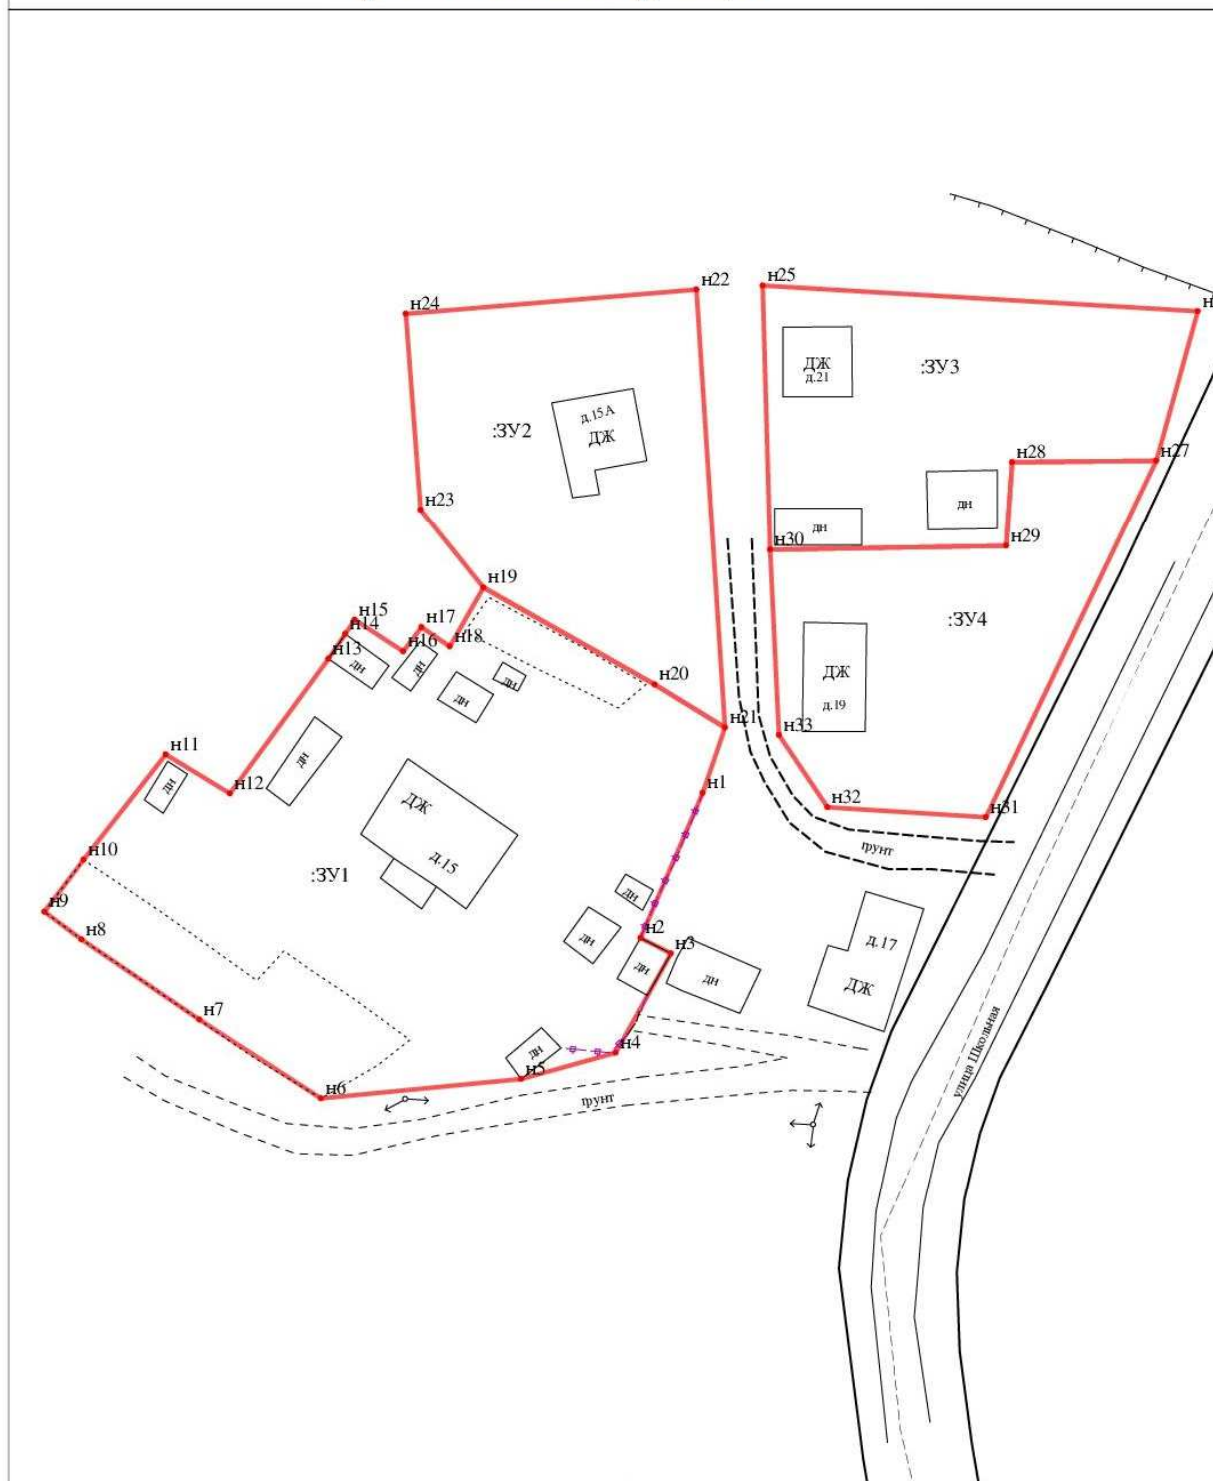 н25
н22
н
н24
ДЖ
д.21
:ЗУ3
д.15А
ДЖ
:ЗУ2
н28
н27
н23
дн
дн
н30
н29
н19
н15
н14
н17
н16
н18
н13
дн
дн
дн
дн
:ЗУ4
ДЖ
д.19
н20
н21
н33
н11
дн
н12
дн
н1
н32
н31
ДЖ
д.15
грунт
н10
:ЗУ1
дн
н9
н8
н2
н3
дн
дн
дн
д.17
ДЖ
н7
н4
дн
н5
н6
грунт
улица Школьная